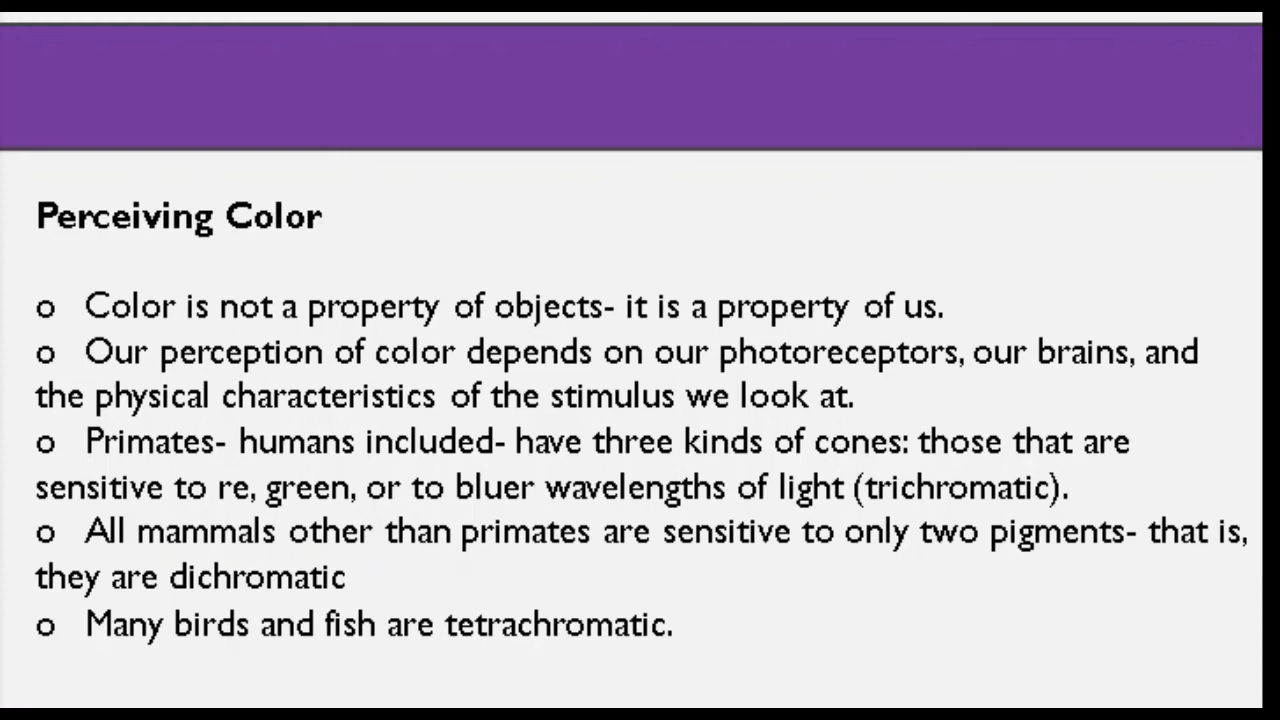 Perceiving Color
o Color is not a property of objects- it is a property of us.
o Our perception of color depends on our photoreceptors, our brains, and
the physical characteristics of the stimulus we look at.
o Primates- humans included- have three kinds of cones: those that are
sensitive to re, green, or to bluer wavelengths of light (trichromatic).
o All mammals other than primates are sensitive to only two pigments- that is,
they are dichromatic
o Many birds and fish are tetrachromatic.